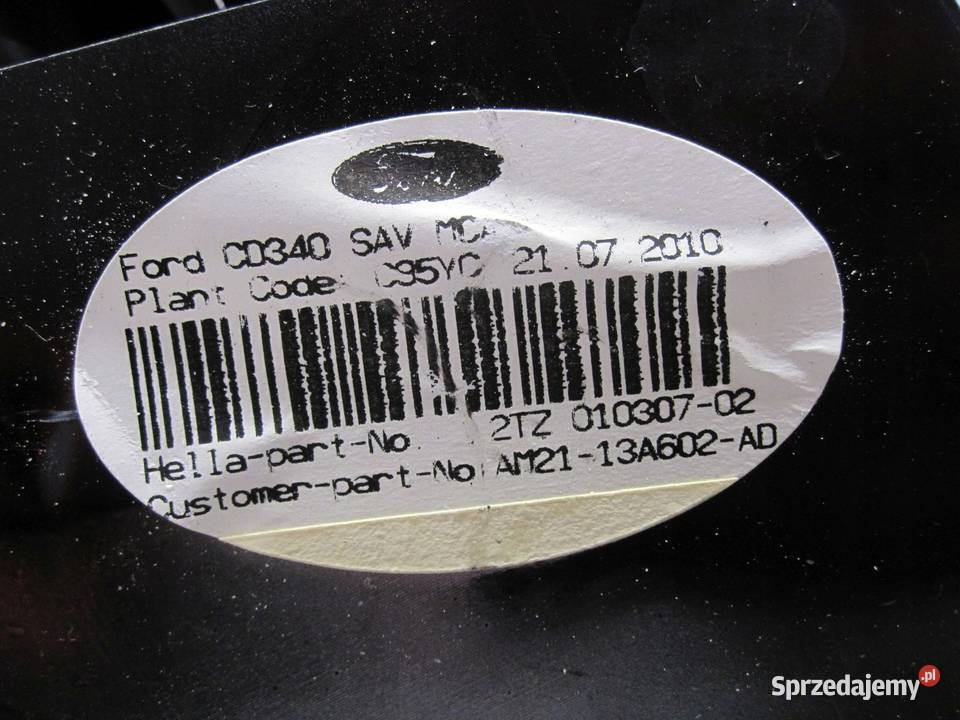 Ford CD340 SAV
Plant Code: C95YC 21.07.2010
Hella-part-No. 2TZ 010307-02
Customer-part-No AM21-13A602-AD
Sprzedajemy.pl